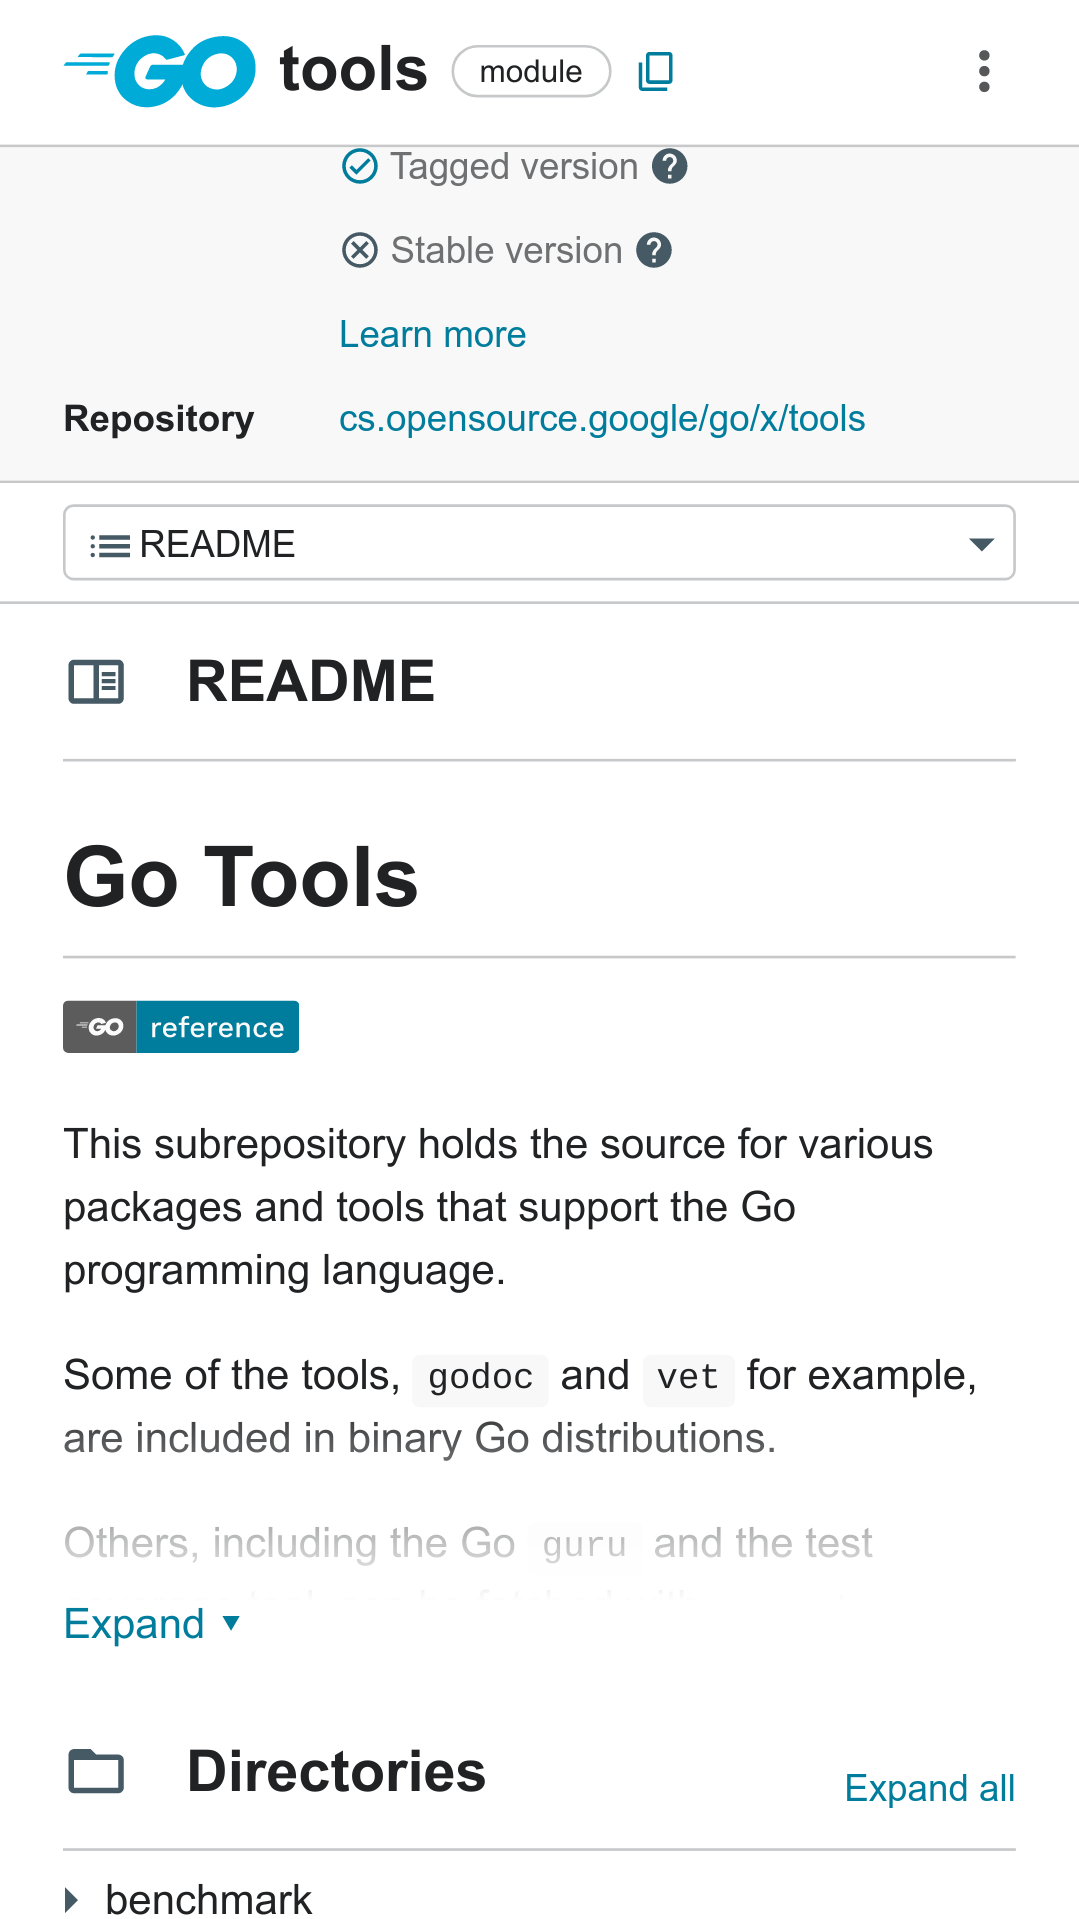 GO tools module
Tagged version ?
Stable version ?
Learn more
Repository cs.opensource.google/go/x/tools
README
README
Go Tools
GO reference
This subrepository holds the source for various
packages and tools that support the Go
programming language.
Some of the tools, godoc and vet for example,
are included in binary Go distributions.
Others, including the Go guru and the test
Expand ▼
Directories Expand all
benchmark